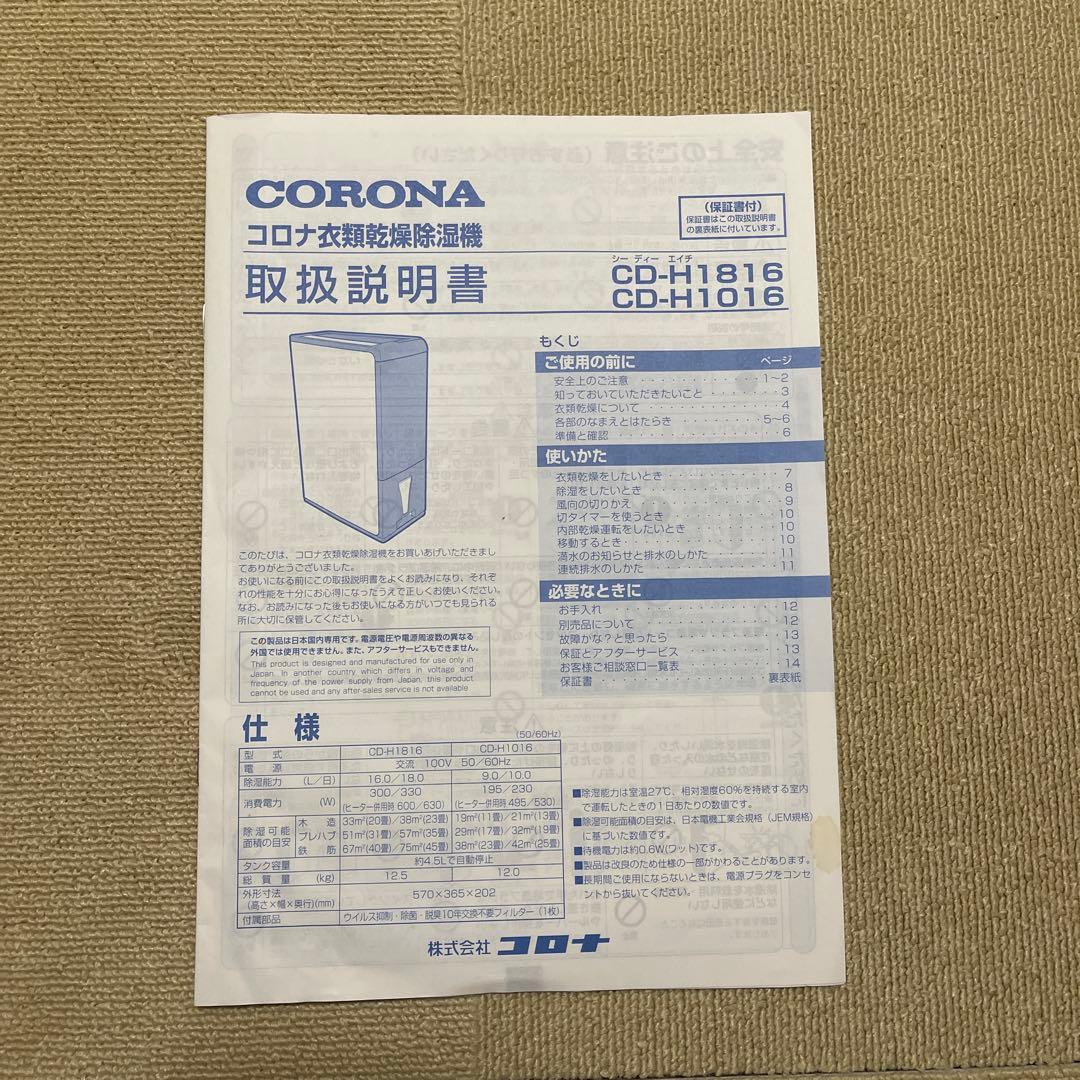 CORONA
コロナ衣類乾燥除湿機
取扱説明書
(保証書付)
保証書はこの取扱説明書
の裏表紙に付いています。
シー ディー エイチ
CD-H1816
CD-H1016
もくじ
ご使用の前に ページ
安全上のご注意 ・・・・・・・・・・・・ 1〜2
知っておいていただきたいこと ・・・・・・ 3
衣類乾燥について ・・・・・・・・・・・・ 4
各部のなまえとはたらき ・・・・・・・・ 5〜6
準備と確認 ・・・・・・・・・・・・・・ 6
使いかた
衣類乾燥をしたいとき ・・・・・・・・・・ 7
除湿をしたいとき ・・・・・・・・・・・・ 8
風向の切りかえ ・・・・・・・・・・・・・ 9
切タイマーを使うとき ・・・・・・・・・・ 10
内部乾燥運転をしたいとき ・・・・・・・・ 10
移動するとき ・・・・・・・・・・・・・・ 10
満水のお知らせと排水のしかた ・・・・・・ 11
連続排水のしかた ・・・・・・・・・・・・ 11
必要なときに
お手入れ ・・・・・・・・・・・・・・・・ 12
別売品について ・・・・・・・・・・・・・ 12
故障かな?と思ったら ・・・・・・・・・・ 13
保証とアフターサービス ・・・・・・・・・ 13
お客様ご相談窓口一覧表 ・・・・・・・・・ 14
保証書 ・・・・・・・・・・・・・・・ 裏表紙
このたびは、コロナ衣類乾燥除湿機をお買いあげいただきまし
てありがとうございました。
お使いになる前にこの取扱説明書をよくお読みになり、それぞ
れの性能を十分にお心得になったうえで正しくお使いください。
なお、お読みになった後もお使いになる方がいつでも見られる
所に大切に保管してください。
この製品は日本国内専用です。電源電圧や電源周波数の異なる
外国では使用できません。また、アフターサービスもできません。
This product is designed and manufactured for use only in
Japan. In another country which differs in voltage and
frequency of the power supply from Japan, this product
cannot be used and any after-sales service is not available
仕様
(50/60Hz)
型式 CD-H1816 CD-H1016
電源 交流 100V 50/60Hz
除湿能力 (L/日) 16.0/18.0 9.0/10.0
消費電力 (W) 300/330 (ヒーター併用時 600/630) 195/230 (ヒーター併用時 495/530)
除湿可能面積の目安 木造 33m²(20畳)/38m²(23畳) 19m²(11畳)/21m²(13畳)
プレハブ 51m²(31畳)/57m²(35畳) 29m²(17畳)/32m²(19畳)
鉄筋 67m²(40畳)/75m²(45畳) 38m²(23畳)/42m²(25畳)
タンク容量 約4.5Lで自動停止
総質量 (kg) 12.5 12.0
外形寸法 (高さ×幅×奥行)(mm) 570×365×202
付属部品 ウイルス抑制・除菌・脱臭10年交換不要フィルター (1枚)
■除湿能力は室温27℃、相対湿度60%を持続する室内
で運転したときの1日あたりの数値です。
■除湿可能面積の目安は、日本電機工業会規格 (JEM規格)
に基づいた数値です。
■待機電力は約0.6W(ワット)です。
■製品は改良のため仕様の一部がかわることがあります。
■長期間ご使用にならないときは、電源プラグをコンセ
ントから抜いてください。
株式会社 コロナ